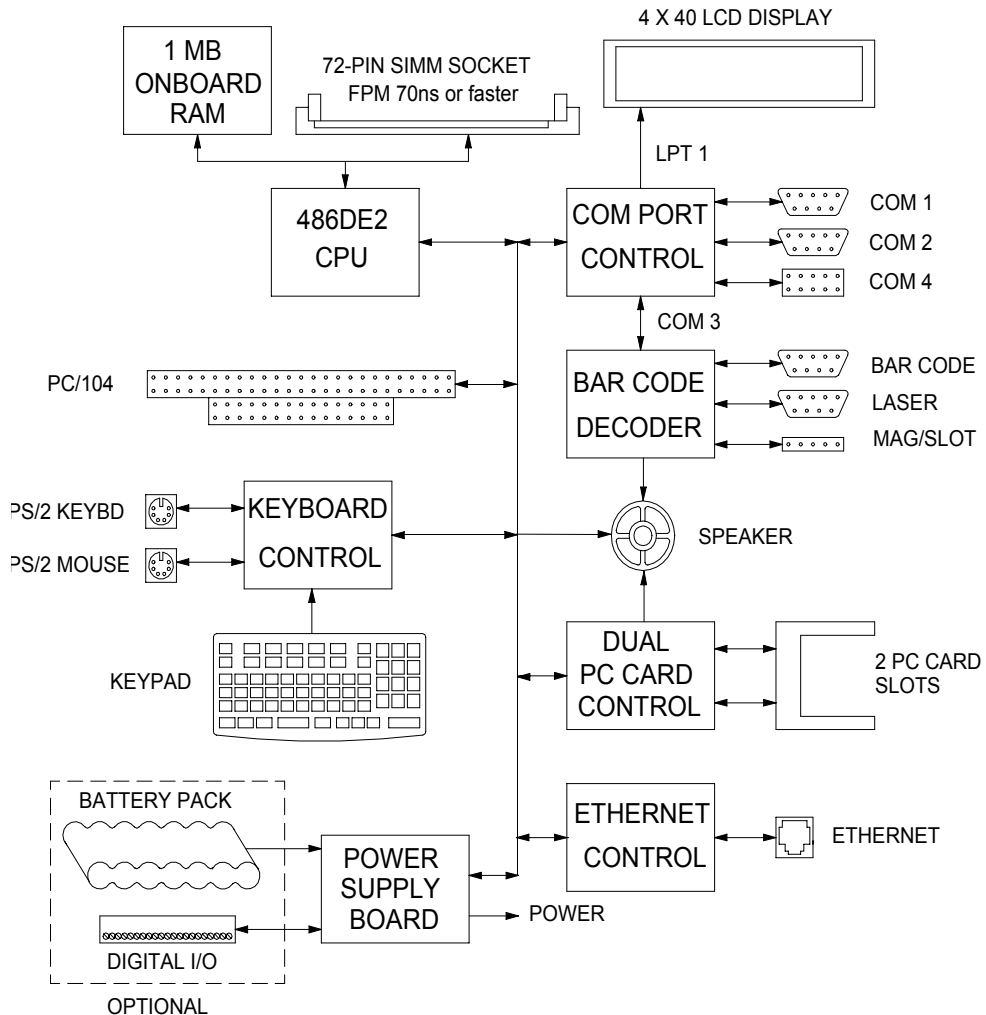 4 X 40 LCD DISPLAY
1 MB
ONBOARD
RAM
72-PIN SIMM SOCKET
FPM 70ns or faster
LPT 1
486DE2
CPU
COM PORT
CONTROL
COM 1
COM 2
COM 4
COM 3
PC/104
BAR CODE
DECODER
BAR CODE
LASER
MAG/SLOT
PS/2 KEYBD
PS/2 MOUSE
KEYBOARD
CONTROL
SPEAKER
KEYPAD
DUAL
PC CARD
CONTROL
2 PC CARD
SLOTS
BATTERY PACK
DIGITAL I/O
OPTIONAL
POWER
SUPPLY
BOARD
POWER
ETHERNET
CONTROL
ETHERNET